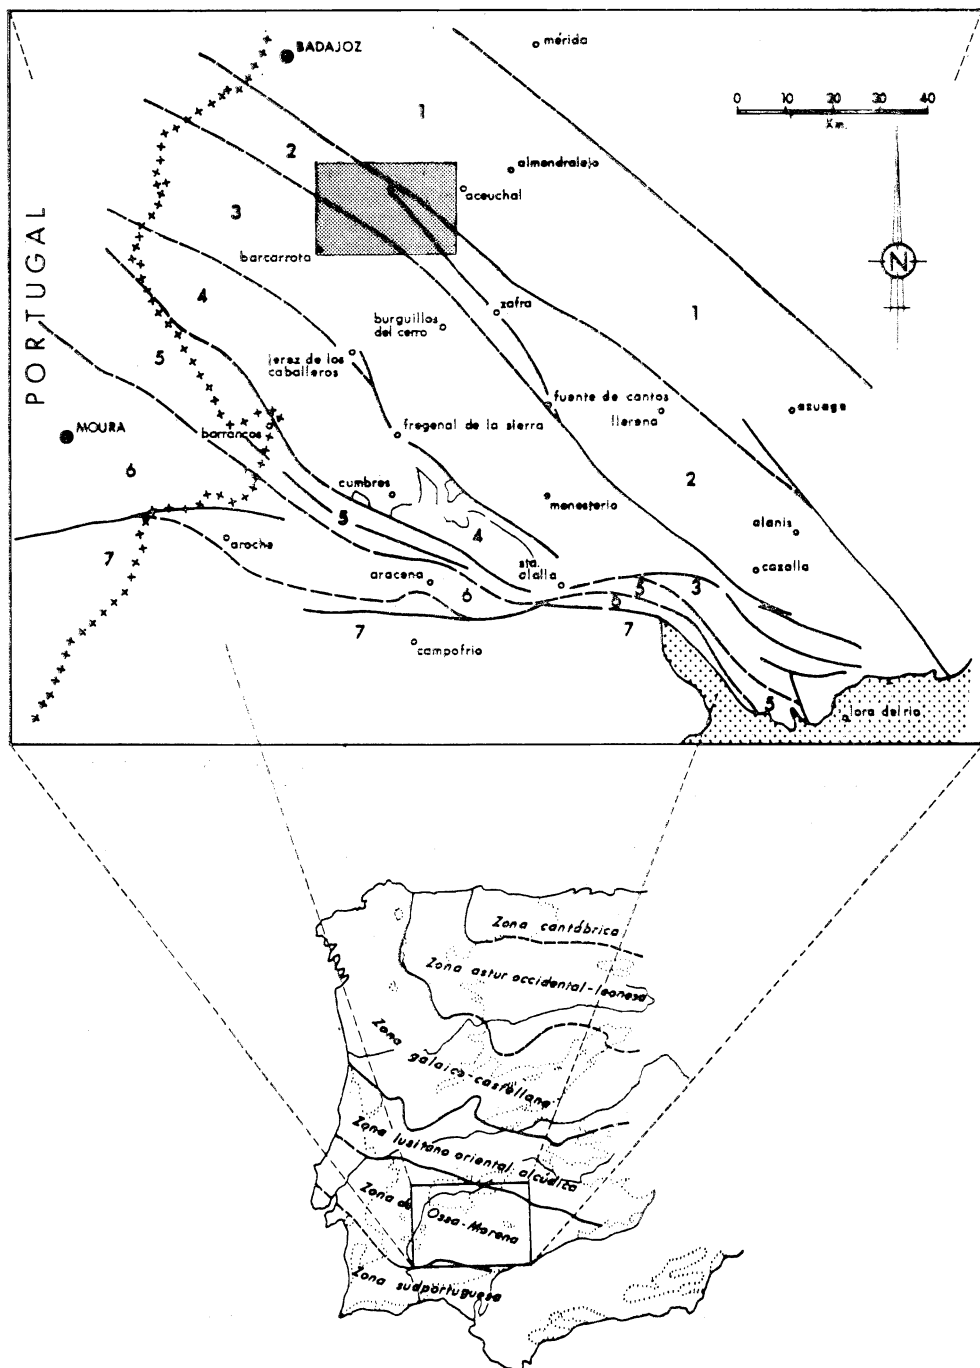 BADAJOZ
mérida
0 10 20 30 40
Km.
1
2
almendralejo
aceuchal
3
PORTUGAL
barcarrota
N
4
zafra
1
burguillos
del cerro
5
jerez de los
caballeros
fuente de cantos
llerena
azuaga
MOURA
barrancos
fregenal de la sierra
6
cumbres
2
menesterio
5
4
alanis
aroche
7
sta.
olalla
cazalla
aracena
6
5
3
6
7
7
campofrio
5
lora del rio
Zona cantábrica
Zona astur occidental-leonesa
Zona galaico-castellana
Zona lusitano oriental alcúdica
Zona de Ossa-Morena
Zona sudportuguesa